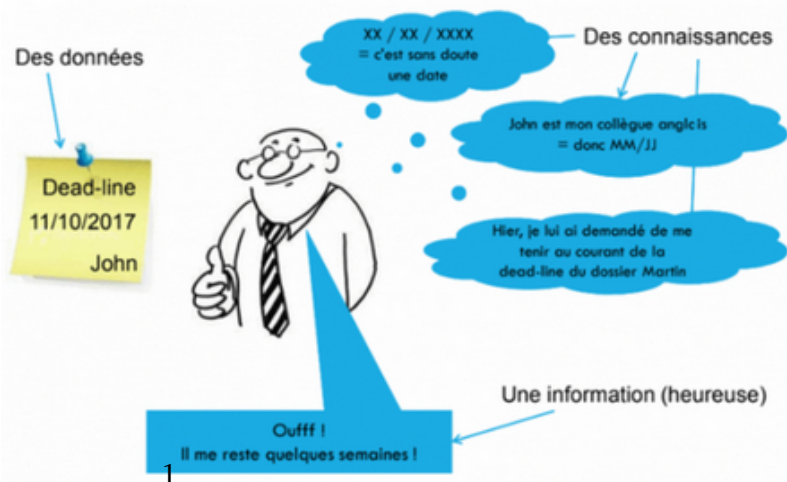 Des données
Dead-line
11/10/2017
John
XX / XX / XXXX
= c'est sans doute
une date
Des connaissances
John est mon collègue anglcis
= donc MM/JJ
Hier, je lui ai demandé de me
tenir au courant de la
dead-line du dossier Martin
Une information (heureuse)
Oufff !
Il me reste quelques semaines !
1